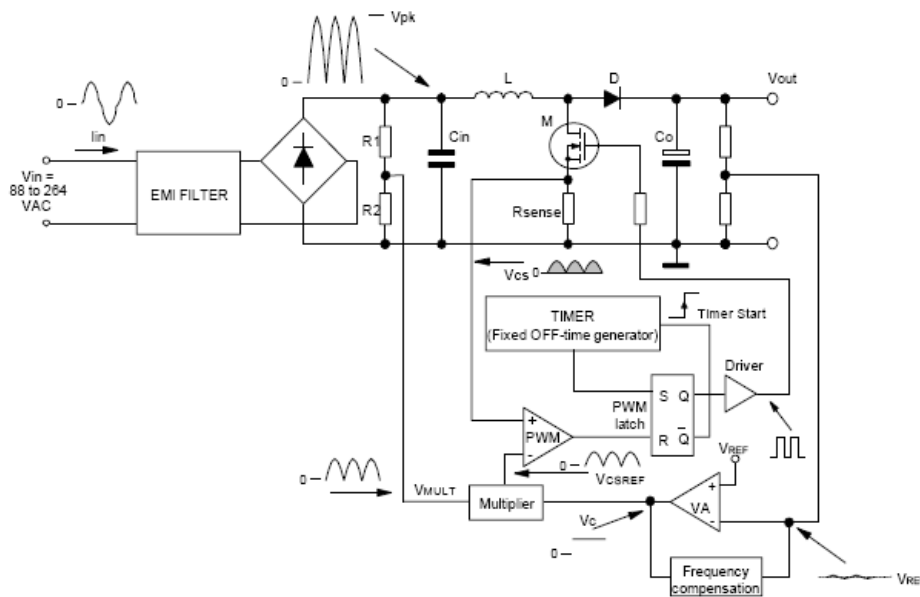 Vpk
0
0
L
D
Vout
M
Iin
R1
Cin
Co
Vin =
88 to 264
VAC
EMI FILTER
R2
Rsense
Vcs
0
TIMER
(Fixed OFF-time generator)
Timer Start
Driver
S Q
PWM
latch
R Q
+
PWM
-
0
VCSREF
VREF
0
VMULT
Multiplier
+
VA
-
Vc
0
Frequency
compensation
VRE